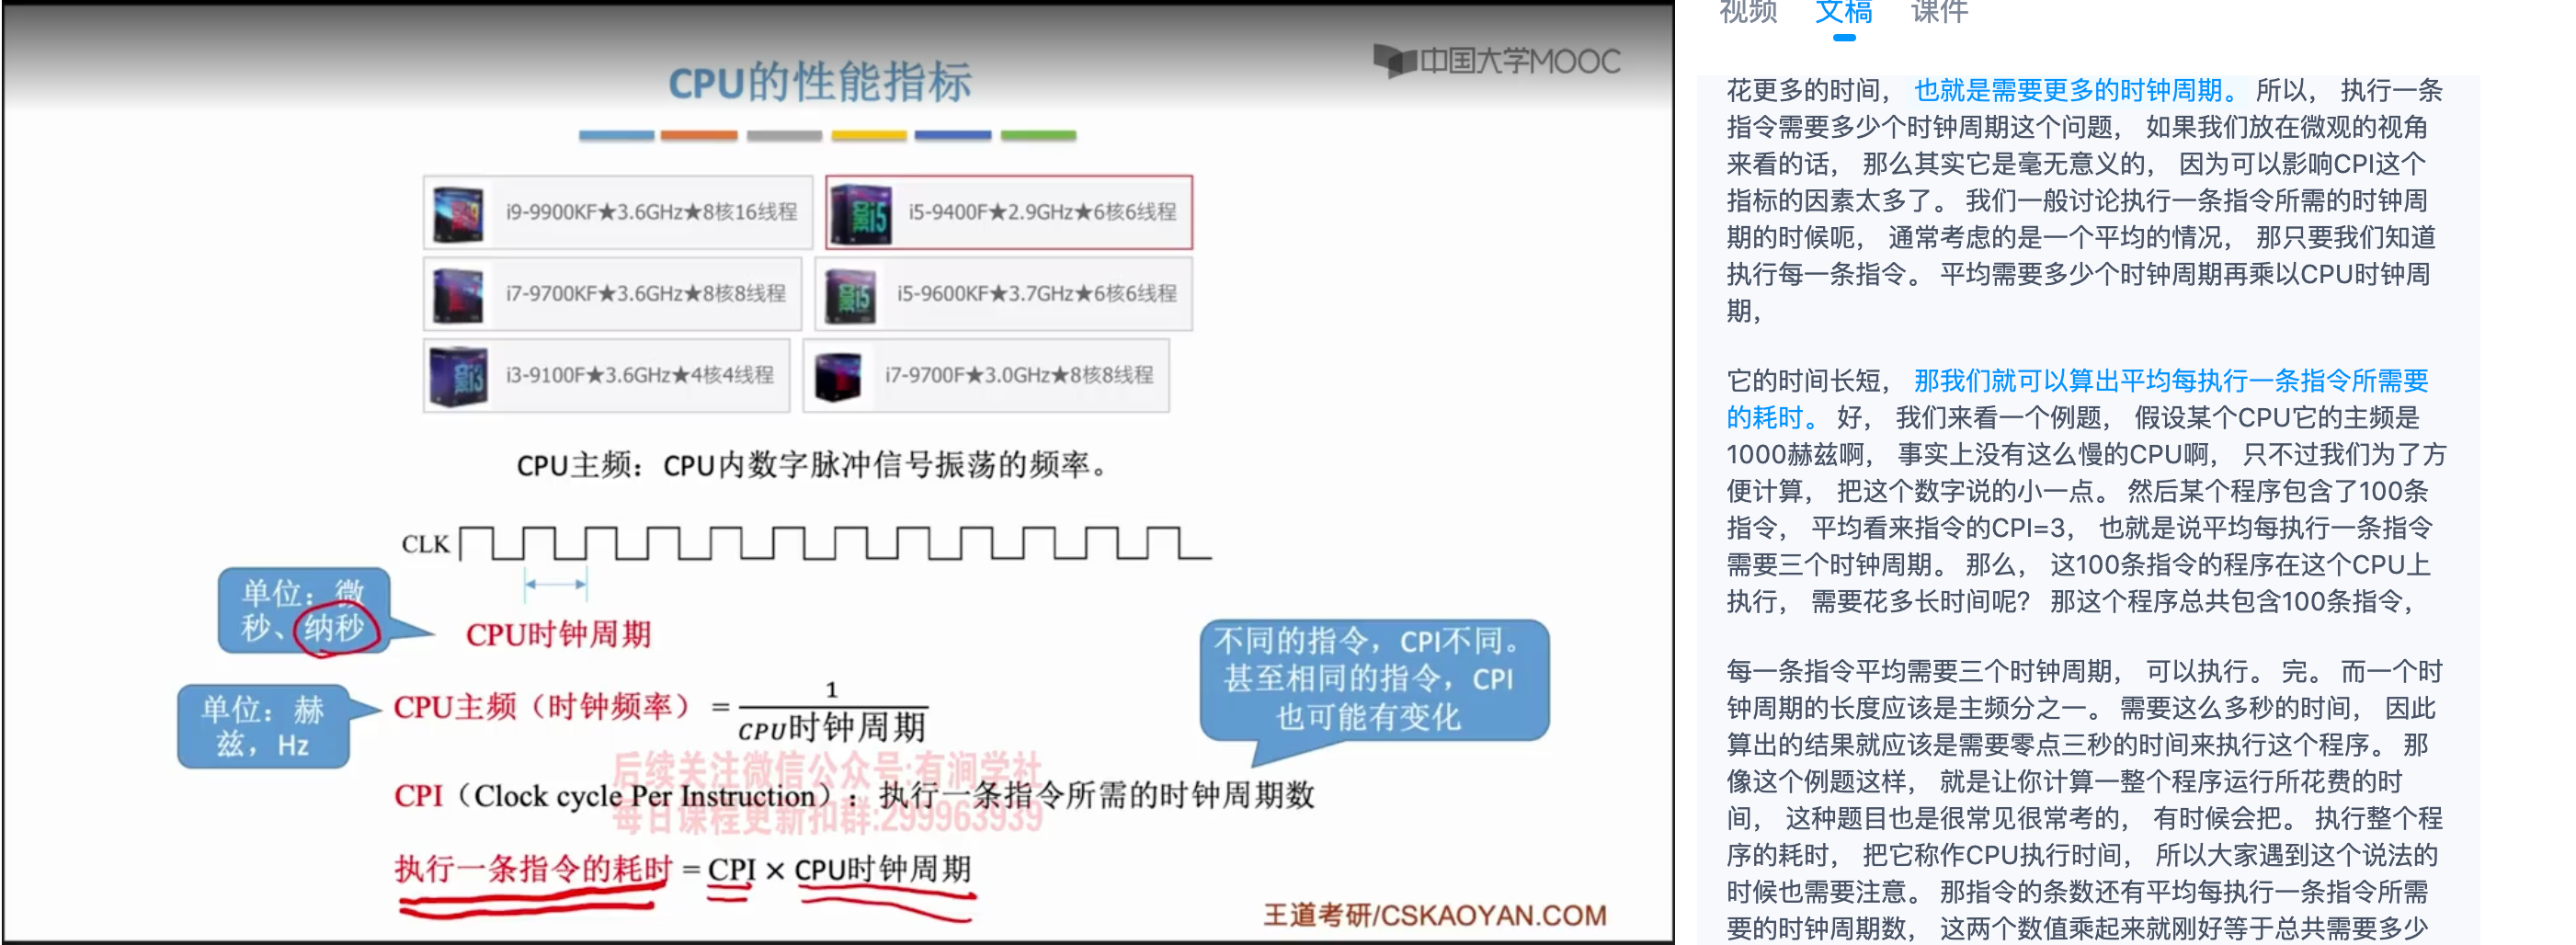 中国大学MOOC
CPU的性能指标
i9-9900KF★3.6GHz★8核16线程
i5-9400F★2.9GHz★6核6线程
i7-9700KF★3.6GHz★8核8线程
i5-9600KF★3.7GHz★6核6线程
i3-9100F★3.6GHz★4核4线程
i7-9700F★3.0GHz★8核8线程
CPU主频：CPU内数字脉冲信号振荡的频率。
CLK
单位：微
秒、纳秒
CPU时钟周期
单位：赫
兹，Hz
CPU主频（时钟频率）= 1
CPU时钟周期
不同的指令，CPI不同。
甚至相同的指令，CPI
也可能有变化
后续关注微信公众号:有润学社
CPI（Clock cycle Per Instruction）：执行一条指令所需的时钟周期数
每日课程更新扣群:299963939
执行一条指令的耗时 = CPI × CPU时钟周期
王道考研/CSKAOYAN.COM
视频 文稿 课件
花更多的时间， 也就是需要更多的时钟周期。 所以， 执行一条
指令需要多少个时钟周期这个问题， 如果我们放在微观的视角
来看的话， 那么其实它是毫无意义的， 因为可以影响CPI这个
指标的因素太多了。 我们一般讨论执行一条指令所需的时钟周
期的时候呃， 通常考虑的是一个平均的情况， 那只要我们知道
执行每一条指令。 平均需要多少个时钟周期再乘以CPU时钟周
期，
它的时间长短， 那我们就可以算出平均每执行一条指令所需要
的耗时。 好， 我们来看一个例题， 假设某个CPU它的主频是
1000赫兹啊， 事实上没有这么慢的CPU啊， 只不过我们为了方
便计算， 把这个数字说的小一点。 然后某个程序包含了100条
指令， 平均看来指令的CPI=3， 也就是说平均每执行一条指令
需要三个时钟周期。 那么， 这100条指令的程序在这个CPU上
执行， 需要花多长时间呢？ 那这个程序总共包含100条指令，
每一条指令平均需要三个时钟周期， 可以执行。 完。 而一个时
钟周期的长度应该是主频分之一。 需要这么多秒的时间， 因此
算出的结果就应该是需要零点三秒的时间来执行这个程序。 那
像这个例题这样， 就是让你计算一整个程序运行所花费的时
间， 这种题目也是很常见很常考的， 有时候会把。 执行整个程
序的耗时， 把它称作CPU执行时间， 所以大家遇到这个说法的
时候也需要注意。 那指令的条数还有平均每执行一条指令所需
要的时钟周期数， 这两个数值乘起来就刚好等于总共需要多少